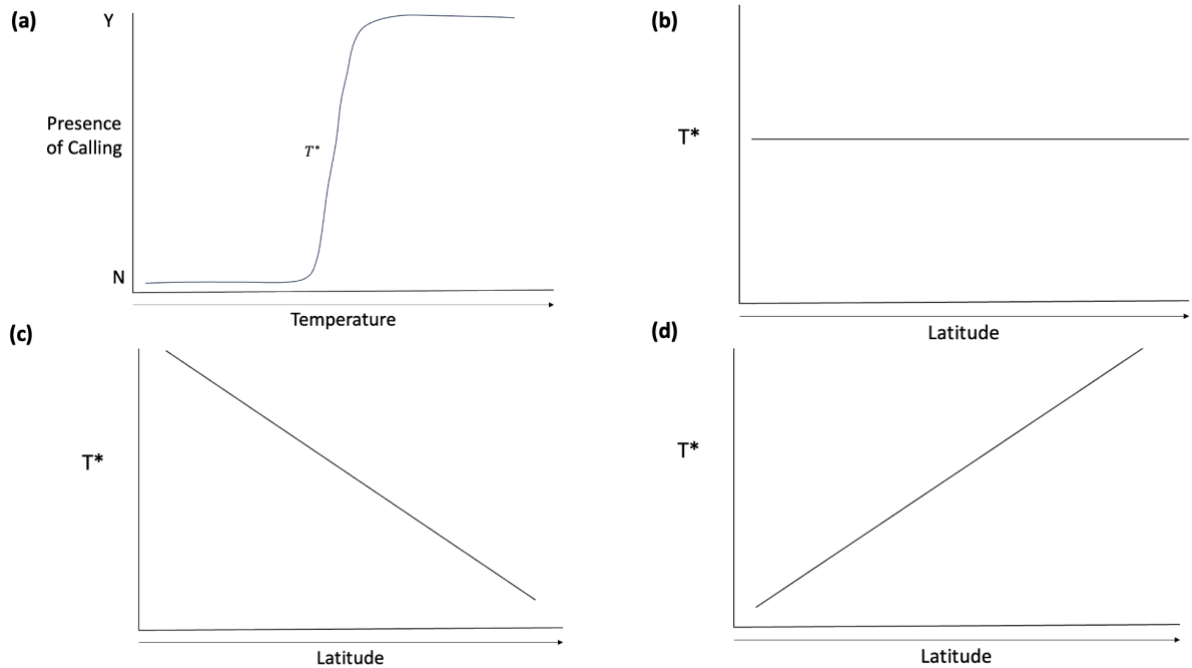 (a)
Y
Presence
of Calling
T*
N
Temperature
(b)
T*
Latitude
(c)
T*
Latitude
(d)
T*
Latitude